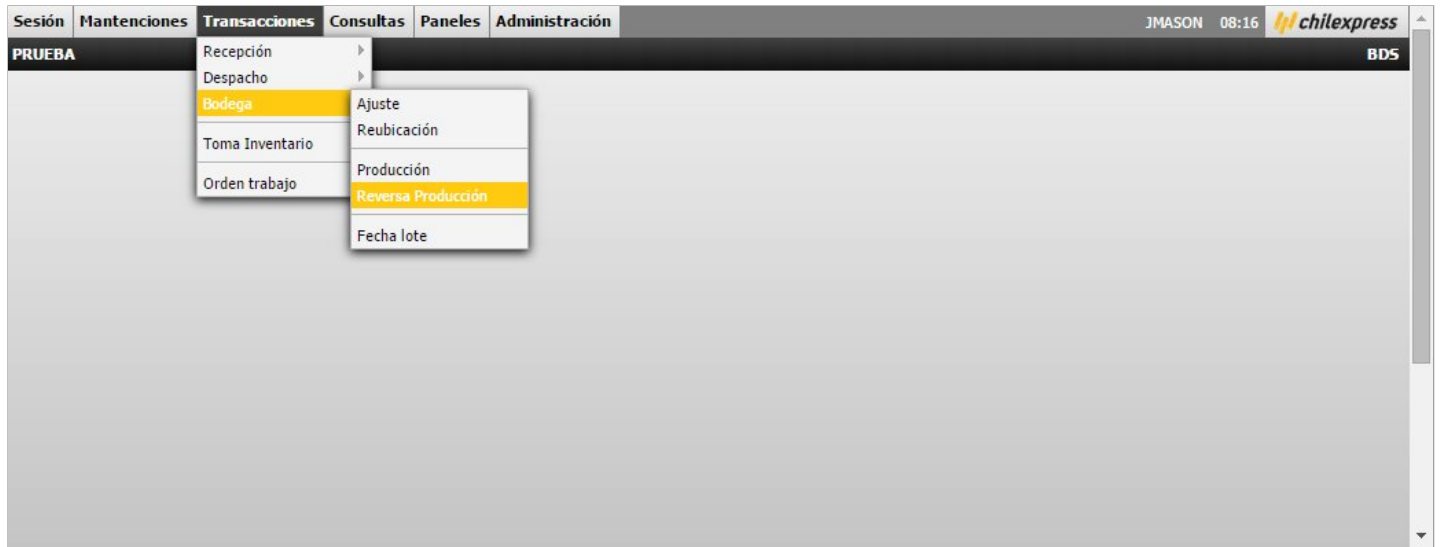 Sesión Mantenciones Transacciones Consultas Paneles Administración JMASON 08:16 chilexpress
PRUEBA BDS
Recepción
Despacho
Bodega
Toma Inventario
Orden trabajo
Ajuste
Reubicación
Producción
Reversa Producción
Fecha lote